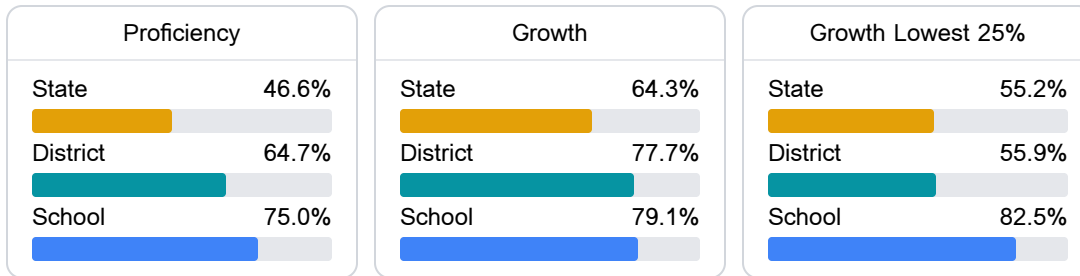 Proficiency
State 46.6%
District 64.7%
School 75.0%
Growth
State 64.3%
District 77.7%
School 79.1%
Growth Lowest 25%
State 55.2%
District 55.9%
School 82.5%